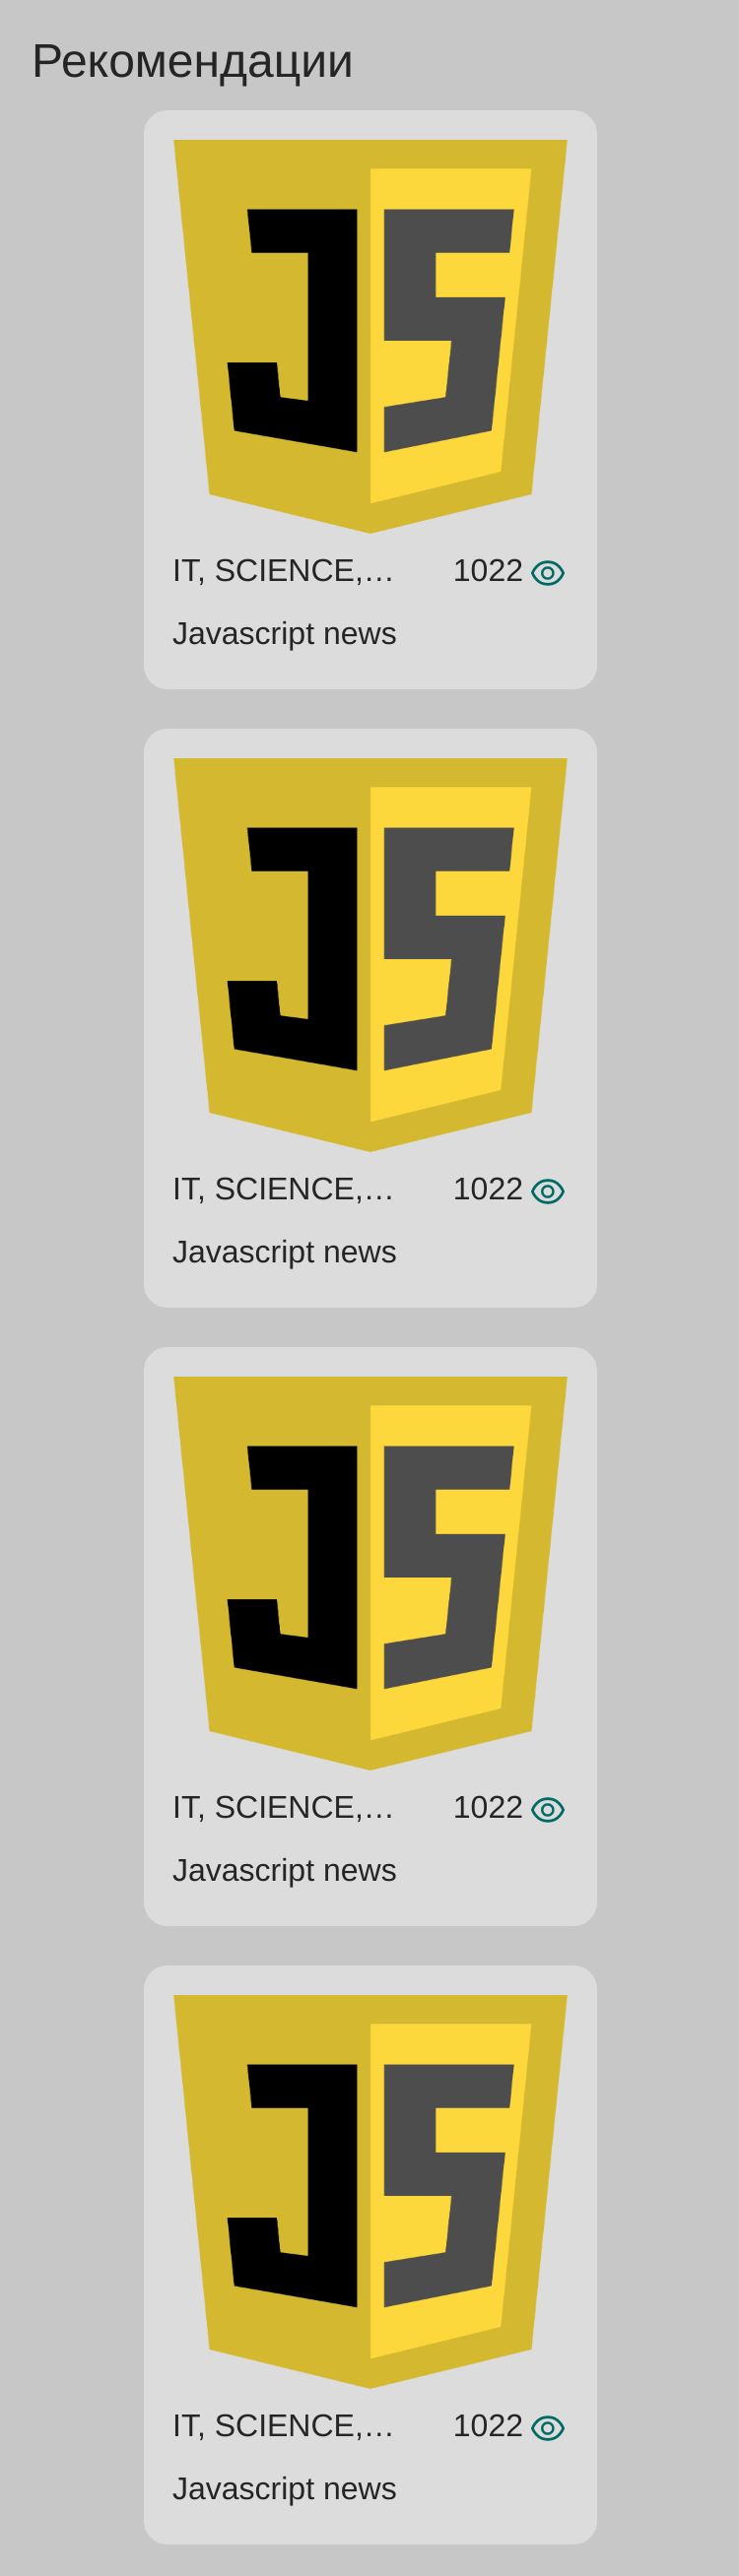 Рекомендации
JS
IT, SCIENCE,...
1022
Javascript news
JS
IT, SCIENCE,...
1022
Javascript news
JS
IT, SCIENCE,...
1022
Javascript news
JS
IT, SCIENCE,...
1022
Javascript news